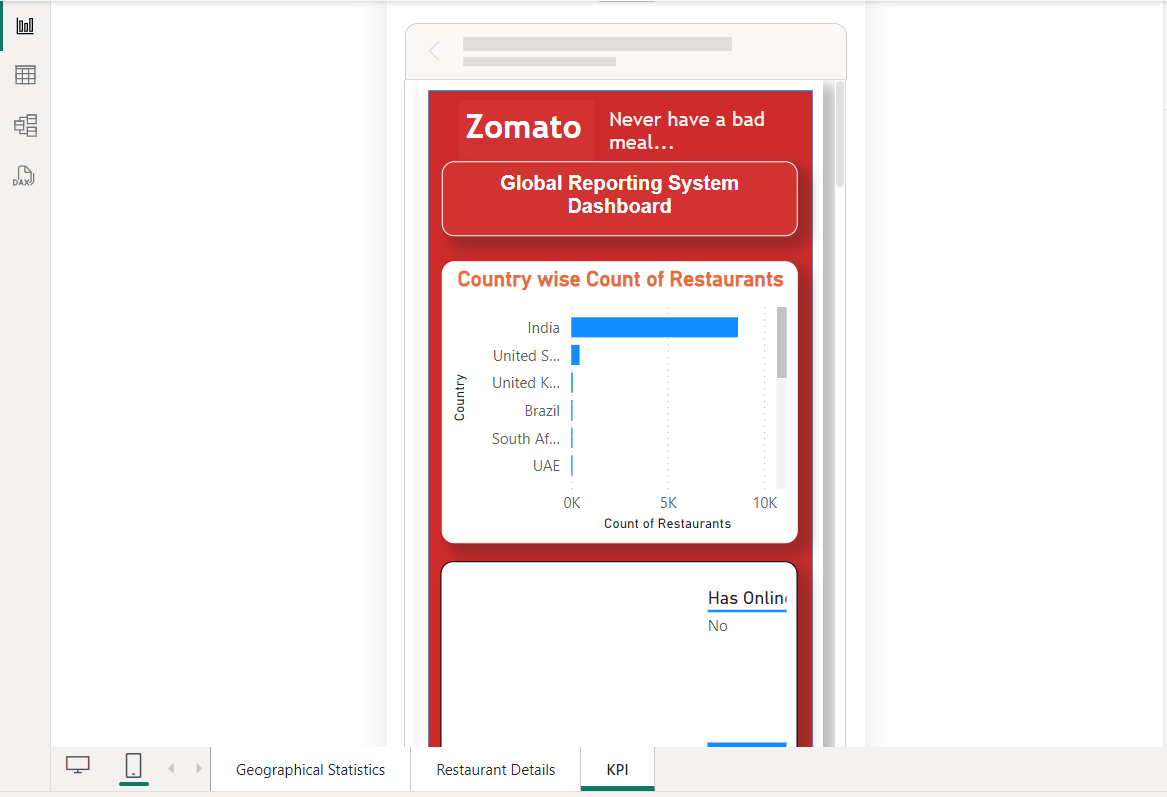 Zomato
Never have a bad
meal...
Global Reporting System
Dashboard
Country wise Count of Restaurants
Country
India
United S...
United K...
Brazil
South Af...
UAE
0K 5K 10K
Count of Restaurants
Has Onlin
No
DAX
Geographical Statistics Restaurant Details KPI